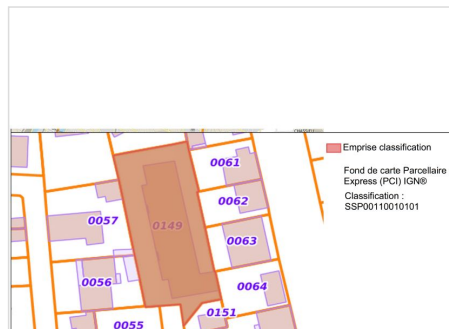 Emprise classification
Fond de carte Parcellaire
Express (PCI) IGN®
Classification :
SSP00110010101
0061
0062
0149
0057
0063
0056
0064
0151
0055